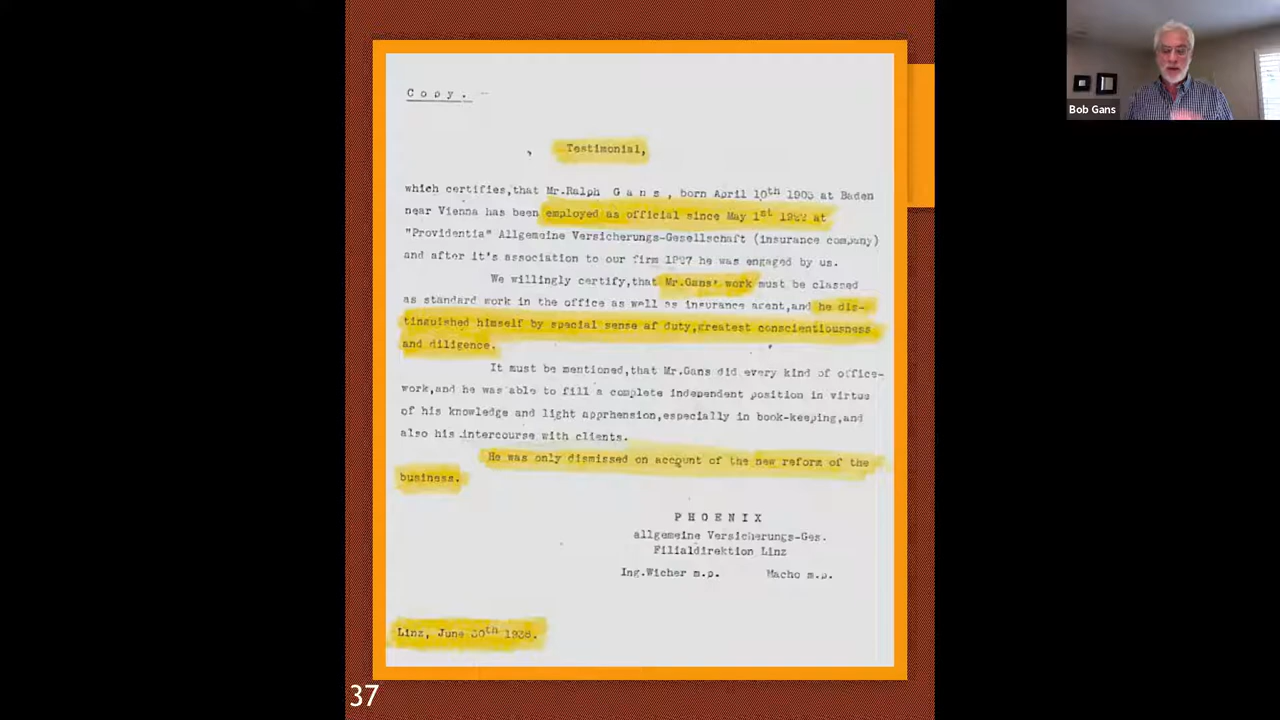 Copy.
Testimonial,
which certifies,that Mr.Ralph G a n s , born April 10th at Baden
near Vienna has been employed as official since May 1st at
"Providentia" Allgemeine Versicherungs-Gesellschaft (insurance company)
and after it's association to our firm 1927 he was engaged by us.
We willingly certify,that Mr.Gans' work must be classed
as standard work in the office as well as insurance agent,and he dis-
tinguished himself by special sense af duty,greatest conscientiousness
and diligence.
It must be mentioned,that Mr.Gans did every kind of office-
work,and he was able to fill a complete independent position in virtue
of his knowledge and light apprhension,especially in book-keeping,and
also his intercourse with clients.
He was only dismissed on account of the new reform of the
business.
P H O E N I X
allgemeine Versicherungs-Ges.
Filialdirektion Linz
Ing.Wicher m.p. Macho m.p.
Linz, June 30th
37
Bob Gans